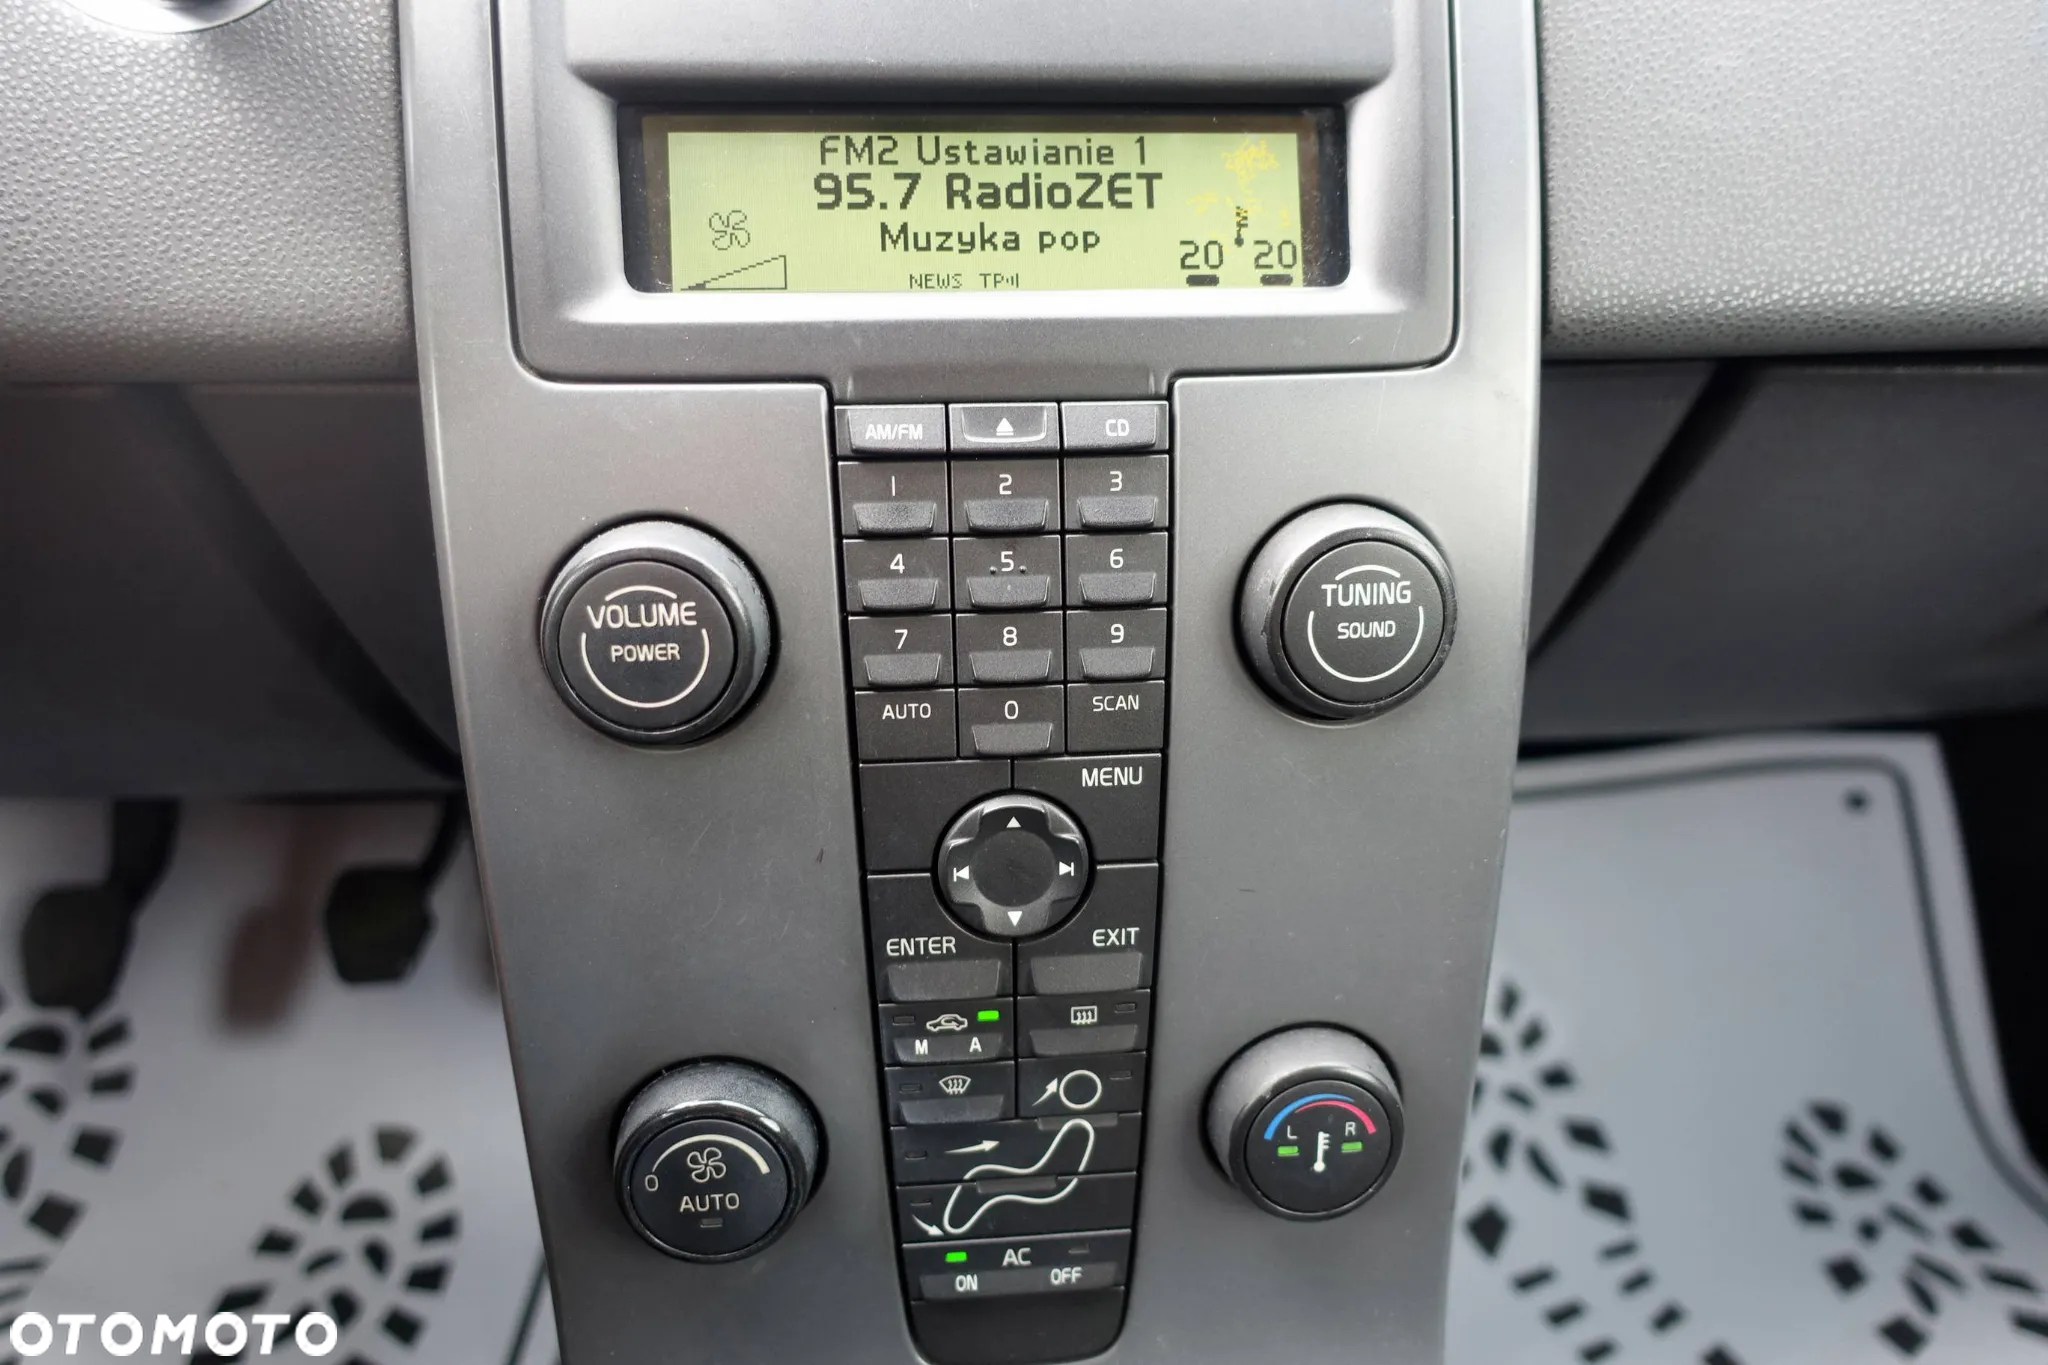 FM2 Ustawianie 1
95.7 RadioZET
Muzyka pop
20 20
NEWS TP
AM/FM CD
1 2 3
4 5 6
7 8 9
AUTO 0 SCAN
VOLUME
POWER
TUNING
SOUND
MENU
ENTER EXIT
M A
0
AUTO
L R
AC
ON OFF
OTOMOTO